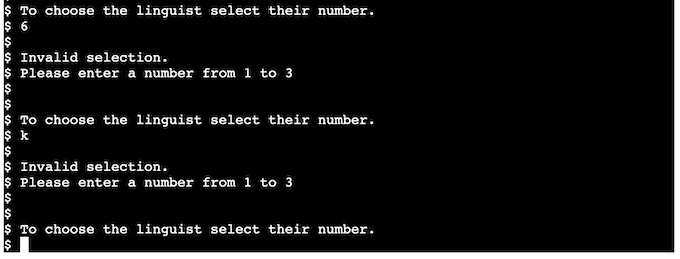 $ To choose the linguist select their number.
$ 6
$
$ Invalid selection.
$ Please enter a number from 1 to 3
$
$
$ To choose the linguist select their number.
$ k
$
$ Invalid selection.
$ Please enter a number from 1 to 3
$
$
$ To choose the linguist select their number.
$